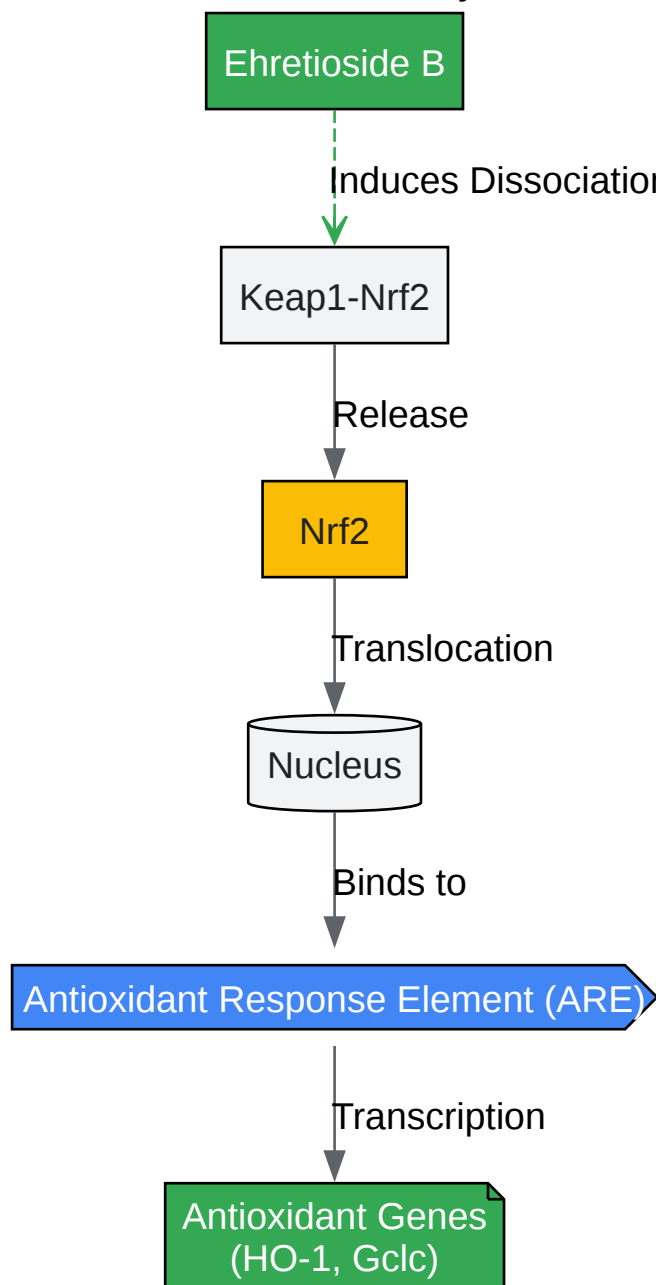 Ehretioside B
Induces Dissociation
Keap1-Nrf2
Release
Nrf2
Translocation
Nucleus
Binds to
Antioxidant Response Element (ARE)
Transcription
Antioxidant Genes
(HO-1, Gclc)